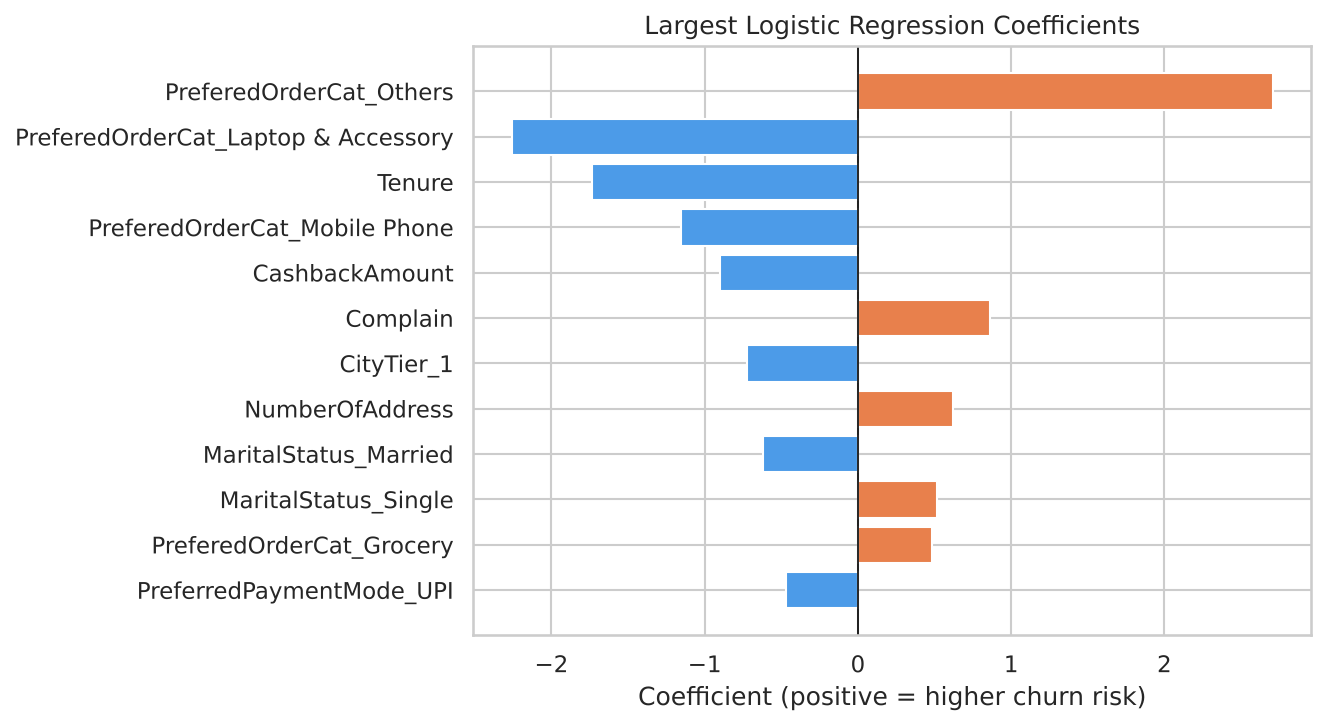 Largest Logistic Regression Coefficients
PreferedOrderCat_Others
PreferedOrderCat_Laptop & Accessory
Tenure
PreferedOrderCat_Mobile Phone
CashbackAmount
Complain
CityTier_1
NumberOfAddress
MaritalStatus_Married
MaritalStatus_Single
PreferedOrderCat_Grocery
PreferredPaymentMode_UPI
−2 −1 0 1 2
Coefficient (positive = higher churn risk)